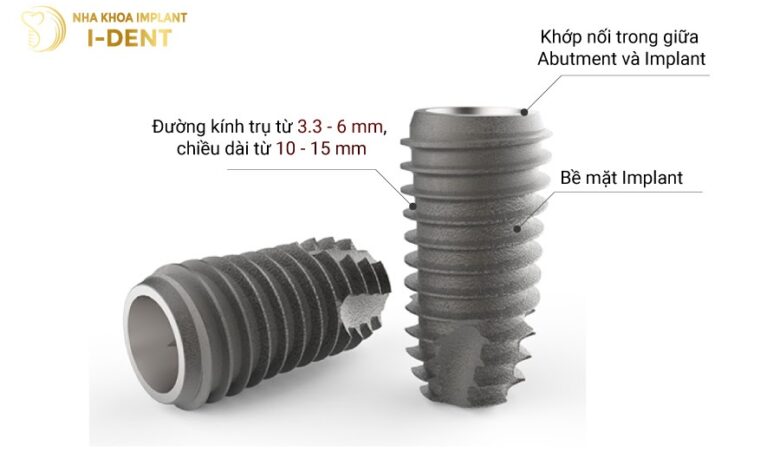 NHA KHOA IMPLANT
I-DENT
Khớp nối trong giữa
Abutment và Implant
Đường kính trụ từ 3.3 - 6 mm,
chiều dài từ 10 - 15 mm
Bề mặt Implant